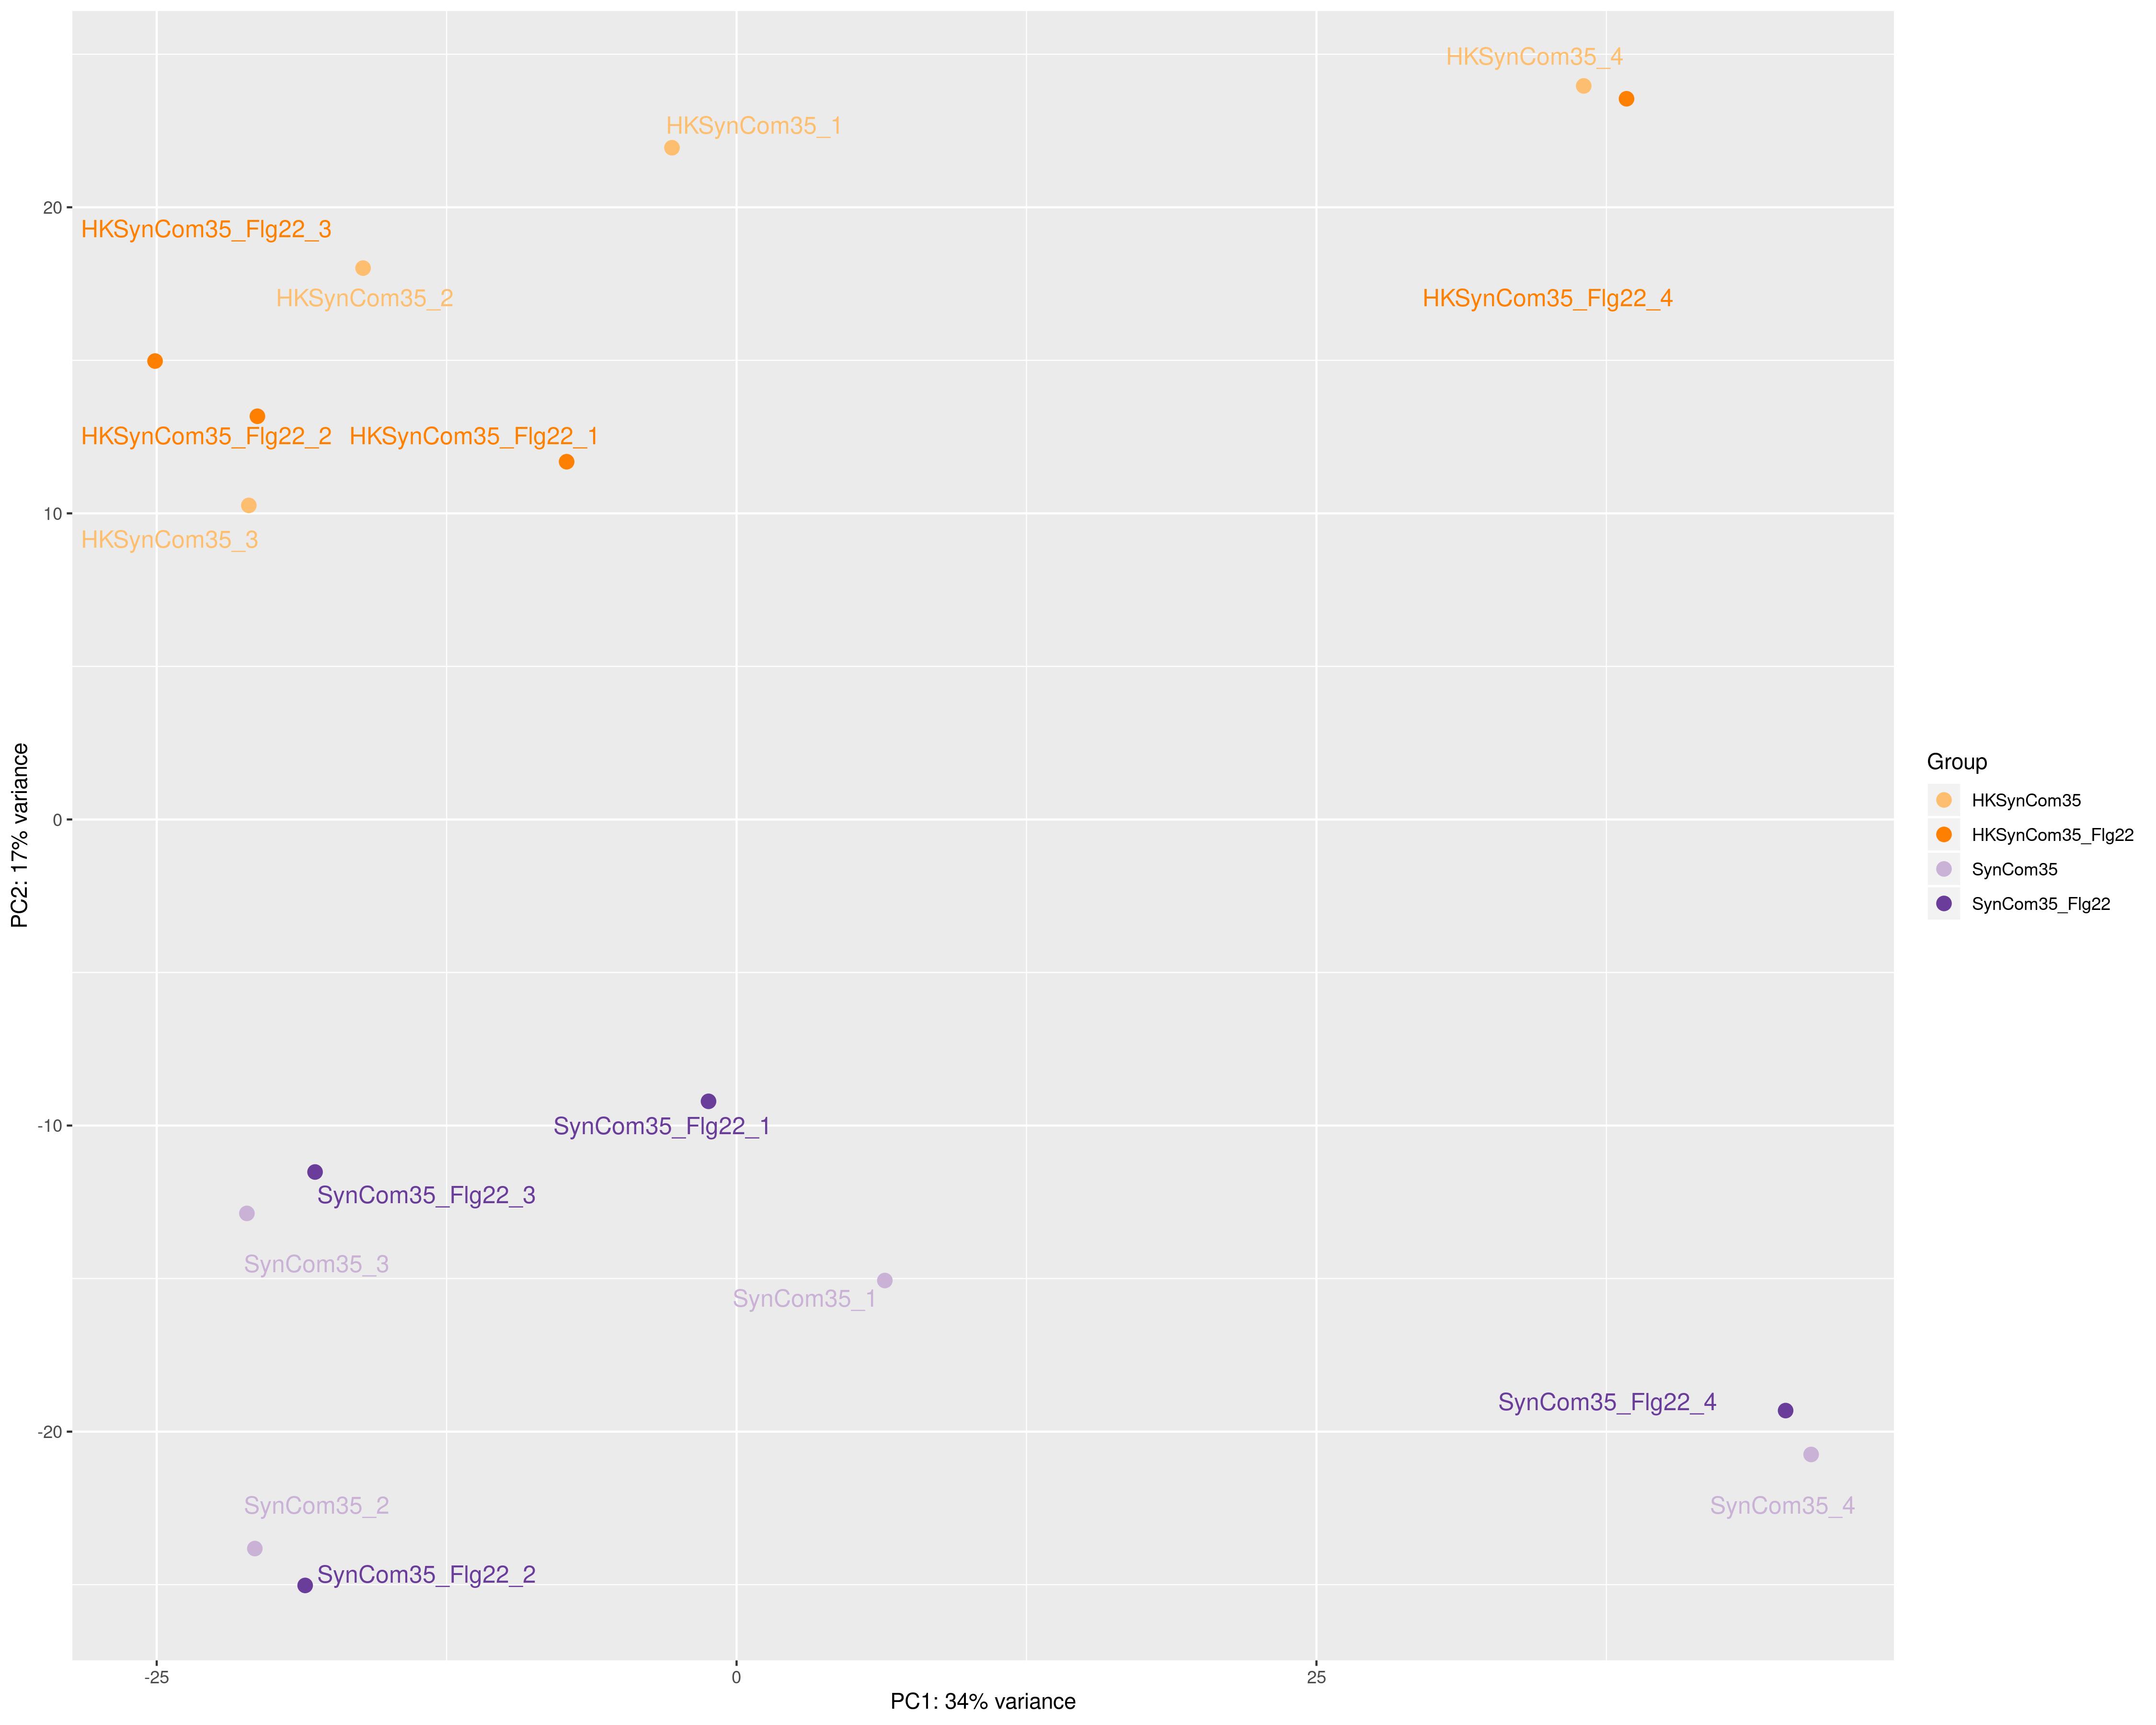 HKSynCom35_4
HKSynCom35_1
20
HKSynCom35_Flg22_3
HKSynCom35_2
HKSynCom35_Flg22_4
HKSynCom35_Flg22_2
HKSynCom35_Flg22_1
10
HKSynCom35_3
PC2: 17% variance
0
Group
HKSynCom35
HKSynCom35_Flg22
SynCom35
SynCom35_Flg22
-10
SynCom35_Flg22_1
SynCom35_Flg22_3
SynCom35_3
SynCom35_1
SynCom35_Flg22_4
-20
SynCom35_2
SynCom35_4
SynCom35_Flg22_2
-25
0
25
PC1: 34% variance